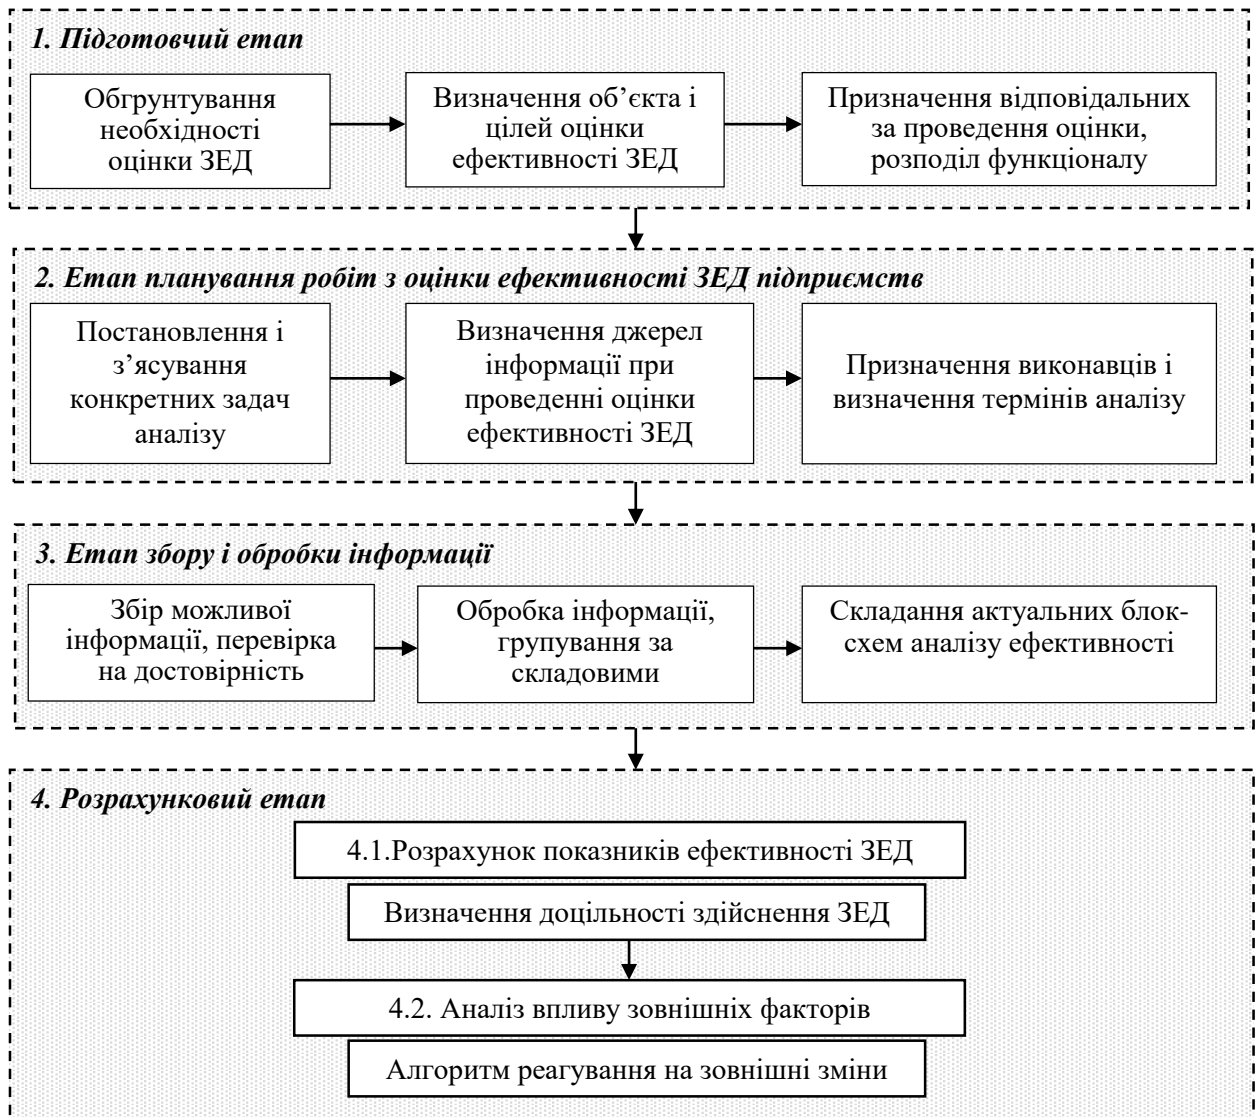 1. Підготовчий етап
Обгрунтування
необхідності
оцінки ЗЕД
Визначення об’єкта і
цілей оцінки
ефективності ЗЕД
Призначення відповідальних
за проведення оцінки,
розподіл функціоналу
2. Етап планування робіт з оцінки ефективності ЗЕД підприємств
Постановлення і
з’ясування
конкретних задач
аналізу
Визначення джерел
інформації при
проведенні оцінки
ефективності ЗЕД
Призначення виконавців і
визначення термінів аналізу
3. Етап збору і обробки інформації
Збір можливої
інформації, перевірка
на достовірність
Обробка інформації,
групування за
складовими
Складання актуальних блок-
схем аналізу ефективності
4. Розрахунковий етап
4.1.Розрахунок показників ефективності ЗЕД
Визначення доцільності здійснення ЗЕД
4.2. Аналіз впливу зовнішніх факторів
Алгоритм реагування на зовнішні зміни